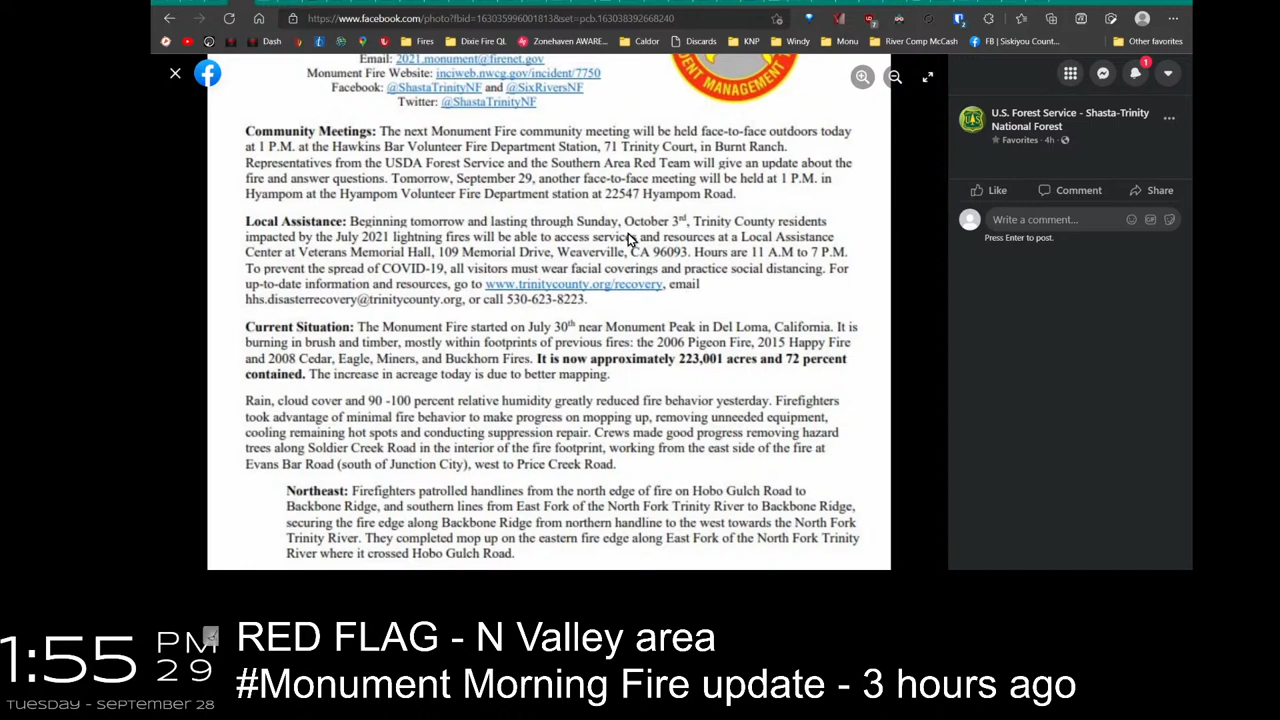 https://www.facebook.com/photo?fbid=163035996001813&set=pcb.163038392668240
Dash
Fires
Dixie Fire QL
Zonehaven AWARE...
Caldor
Discards
KNP
Windy
Monu
River Comp McCash
FB | Siskiyou Count...
Other favorites
Email: 2021.monument@firenet.gov
Monument Fire Website: inciweb.nwcg.gov/incident/7750
Facebook: @ShastaTrinityNF and @SixRiversNF
Twitter: @ShastaTrinityNF
DENT MANAGEMENT T
1
U.S. Forest Service - Shasta-Trinity
National Forest
Favorites · 4h ·
Like
Comment
Share
Write a comment...
GIF
Press Enter to post.
Community Meetings: The next Monument Fire community meeting will be held face-to-face outdoors today
at 1 P.M. at the Hawkins Bar Volunteer Fire Department Station, 71 Trinity Court, in Burnt Ranch.
Representatives from the USDA Forest Service and the Southern Area Red Team will give an update about the
fire and answer questions. Tomorrow, September 29, another face-to-face meeting will be held at 1 P.M. in
Hyampom at the Hyampom Volunteer Fire Department station at 22547 Hyampom Road.
Local Assistance: Beginning tomorrow and lasting through Sunday, October 3rd, Trinity County residents
impacted by the July 2021 lightning fires will be able to access services and resources at a Local Assistance
Center at Veterans Memorial Hall, 109 Memorial Drive, Weaverville, CA 96093. Hours are 11 A.M to 7 P.M.
To prevent the spread of COVID-19, all visitors must wear facial coverings and practice social distancing. For
up-to-date information and resources, go to www.trinitycounty.org/recovery, email
hhs.disasterrecovery@trinitycounty.org, or call 530-623-8223.
Current Situation: The Monument Fire started on July 30th near Monument Peak in Del Loma, California. It is
burning in brush and timber, mostly within footprints of previous fires: the 2006 Pigeon Fire, 2015 Happy Fire
and 2008 Cedar, Eagle, Miners, and Buckhorn Fires. It is now approximately 223,001 acres and 72 percent
contained. The increase in acreage today is due to better mapping.
Rain, cloud cover and 90 -100 percent relative humidity greatly reduced fire behavior yesterday. Firefighters
took advantage of minimal fire behavior to make progress on mopping up, removing unneeded equipment,
cooling remaining hot spots and conducting suppression repair. Crews made good progress removing hazard
trees along Soldier Creek Road in the interior of the fire footprint, working from the east side of the fire at
Evans Bar Road (south of Junction City), west to Price Creek Road.
Northeast: Firefighters patrolled handlines from the north edge of fire on Hobo Gulch Road to
Backbone Ridge, and southern lines from East Fork of the North Fork Trinity River to Backbone Ridge,
securing the fire edge along Backbone Ridge from northern handline to the west towards the North Fork
Trinity River. They completed mop up on the eastern fire edge along East Fork of the North Fork Trinity
River where it crossed Hobo Gulch Road.
1:55 PM
29
TUESDAY - SEPTEMBER 28
RED FLAG - N Valley area
#Monument Morning Fire update - 3 hours ago